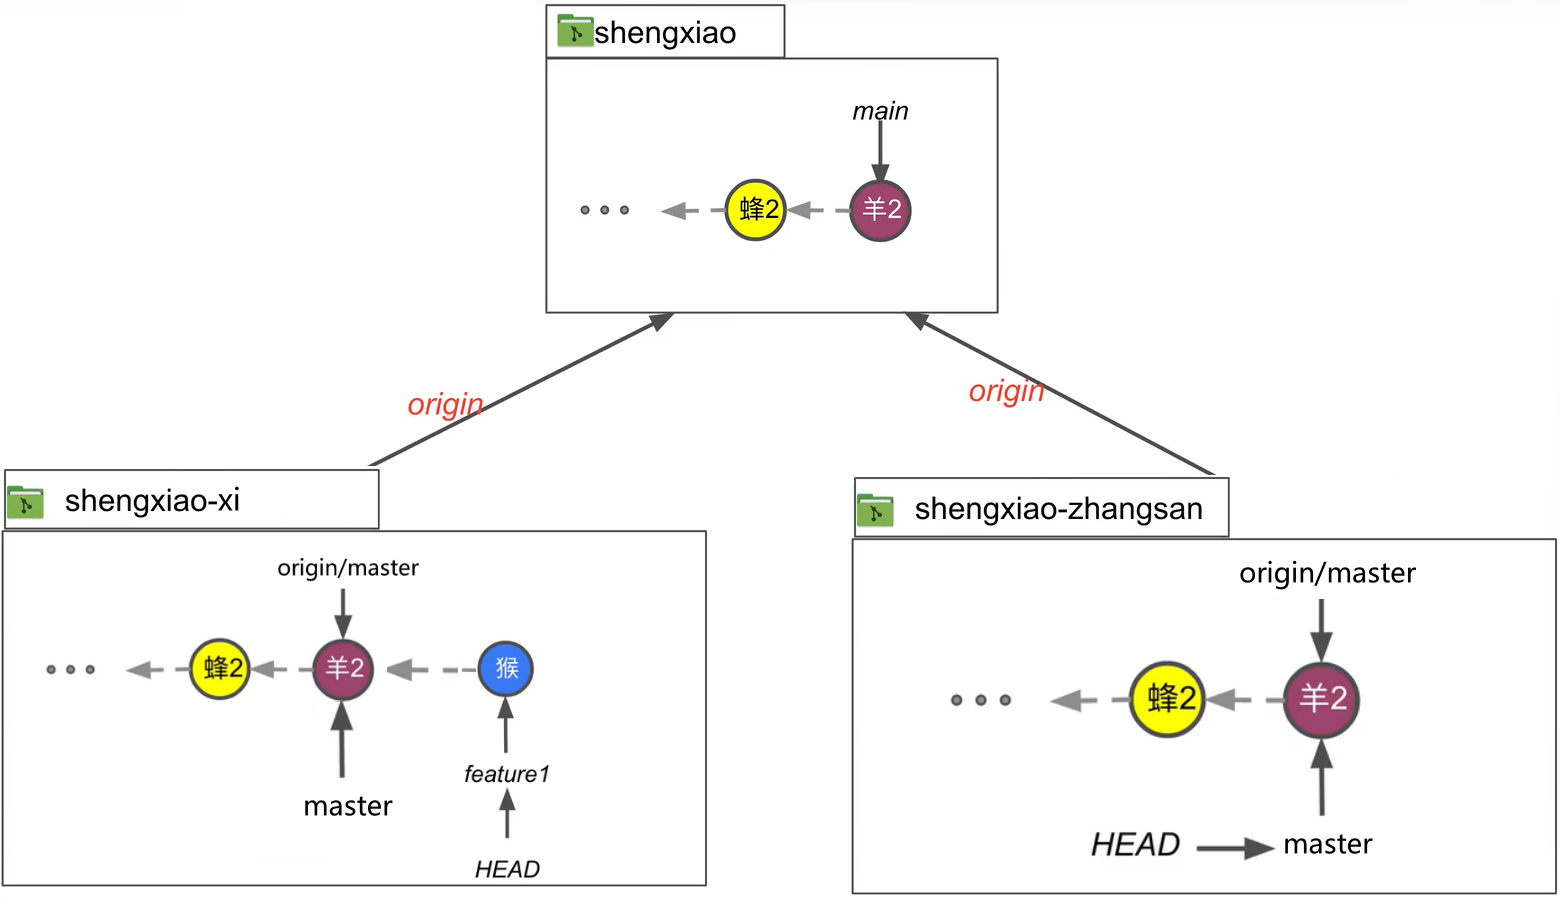 shengxiao
main
蜂2
羊2
origin
origin
shengxiao-xi
origin/master
蜂2
羊2
猴
feature1
master
HEAD
shengxiao-zhangsan
origin/master
蜂2
羊2
HEAD
master